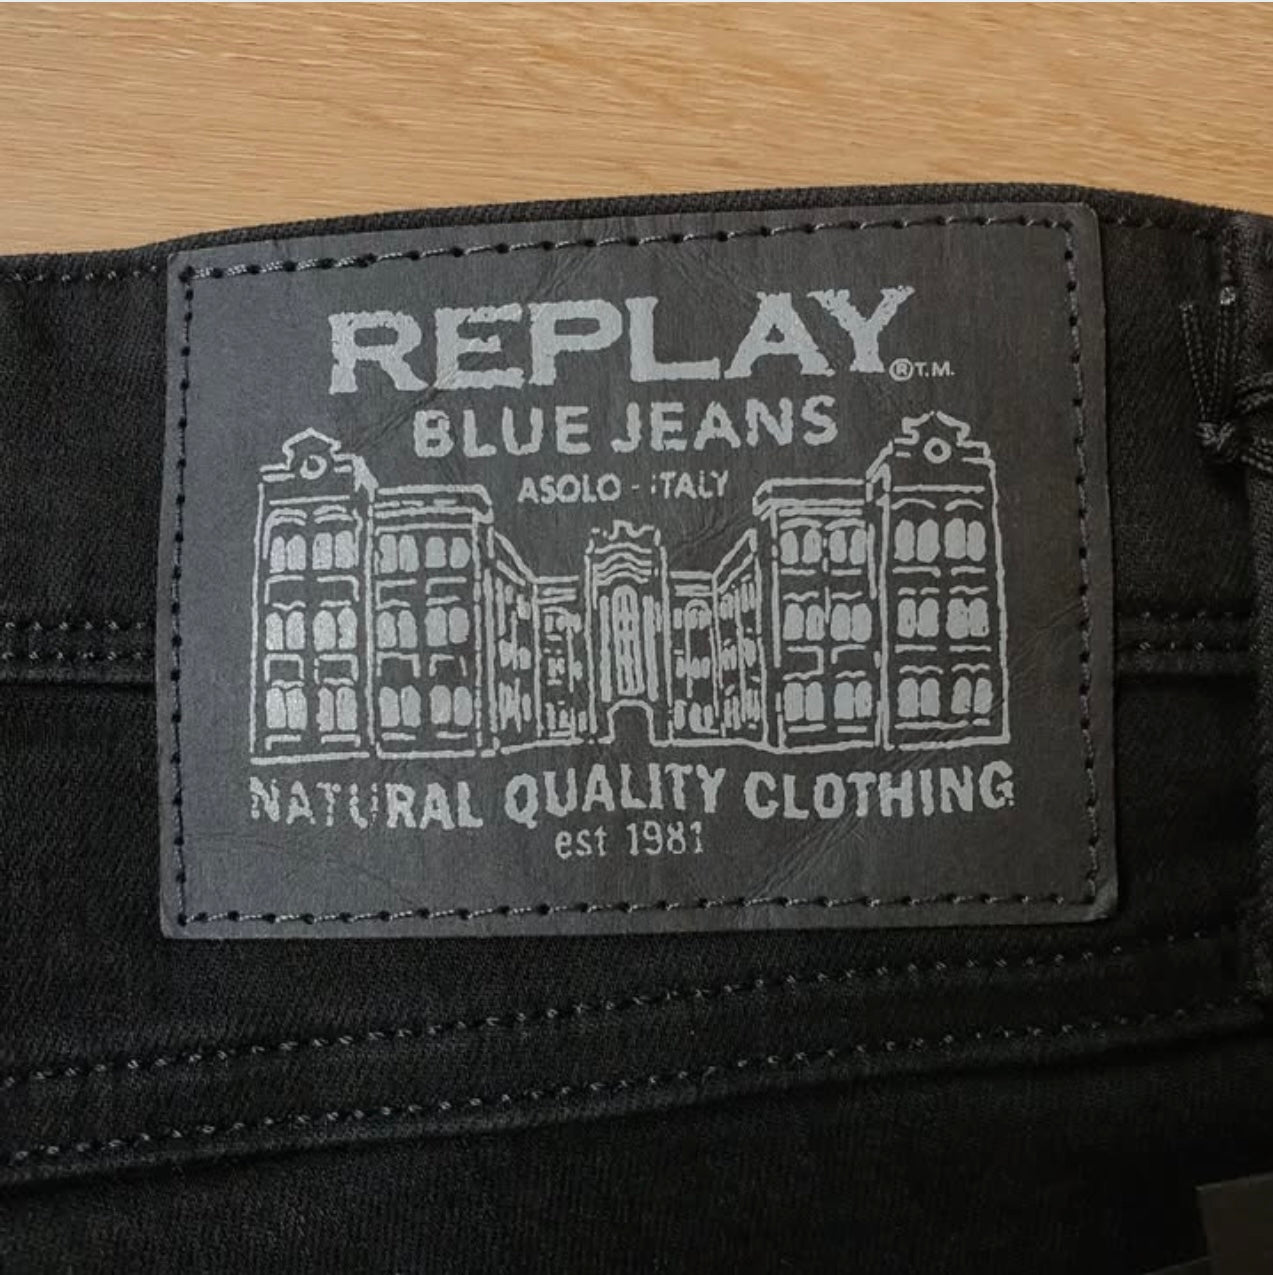 REPLAY®T.M.
BLUE JEANS
ASOLO - ITALY
NATURAL QUALITY CLOTHING
est 1981